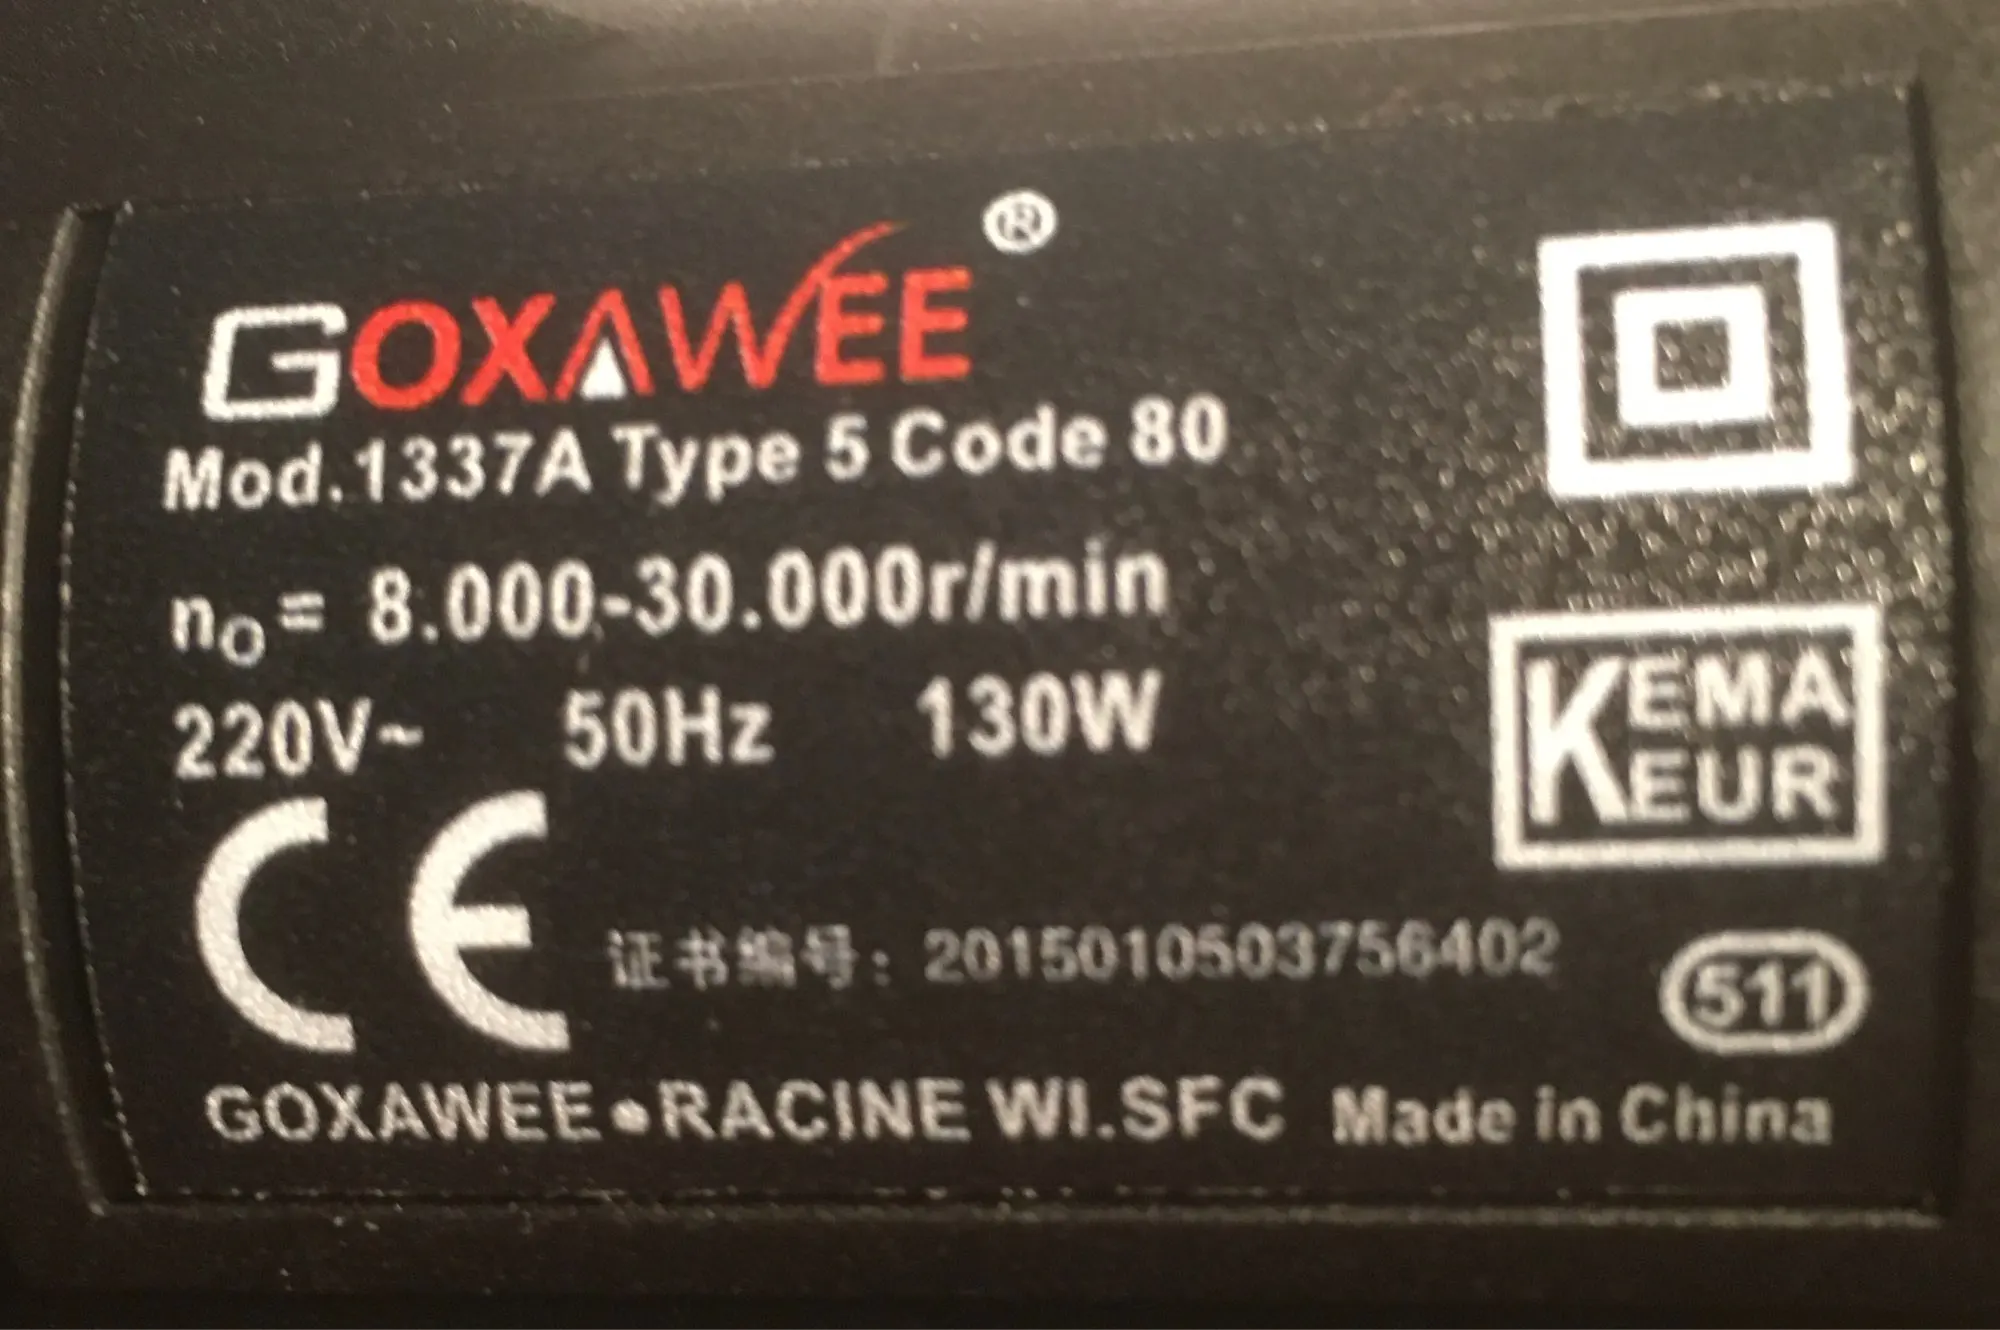 GOXAWEE®
Mod.1337A Type 5 Code 80
n₀= 8.000-30.000r/min
220V~ 50Hz 130W
KEMA
KEUR
CE
证书编号: 2015010503756402
511
GOXAWEE●RACINE WI.SFC Made in China